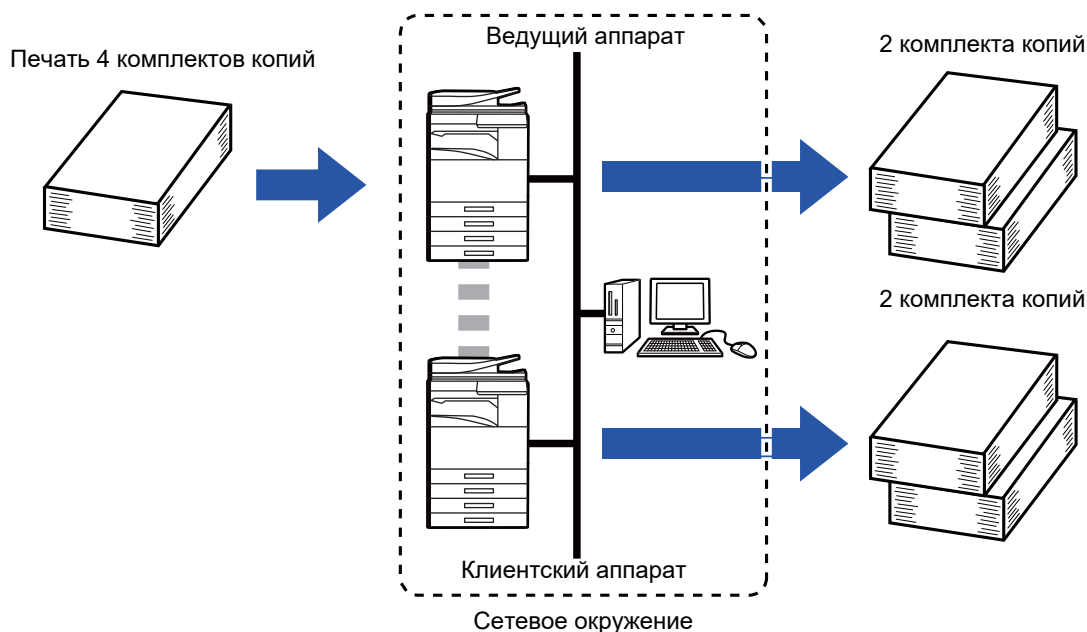 Печать 4 комплектов копий
Ведущий аппарат
2 комплекта копий
2 комплекта копий
Клиентский аппарат
Сетевое окружение